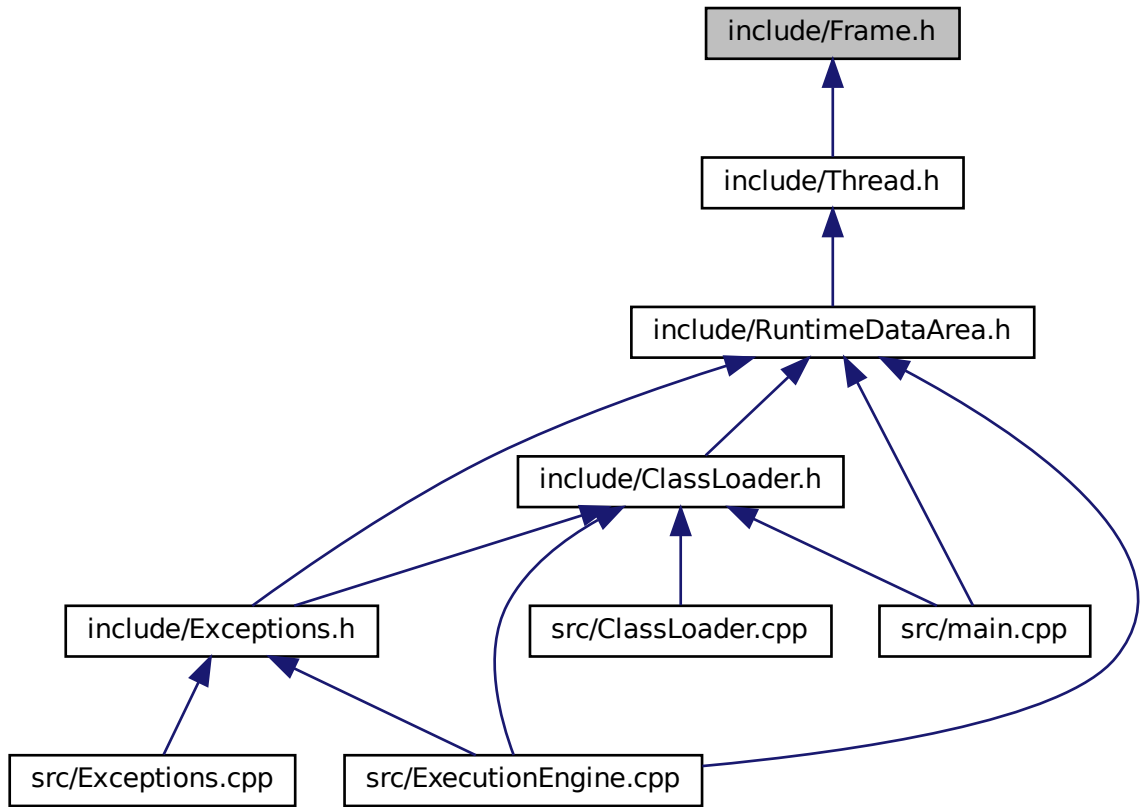 include/Frame.h
include/Thread.h
include/RuntimeDataArea.h
include/ClassLoader.h
include/Exceptions.h
src/ClassLoader.cpp
src/main.cpp
src/Exceptions.cpp
src/ExecutionEngine.cpp